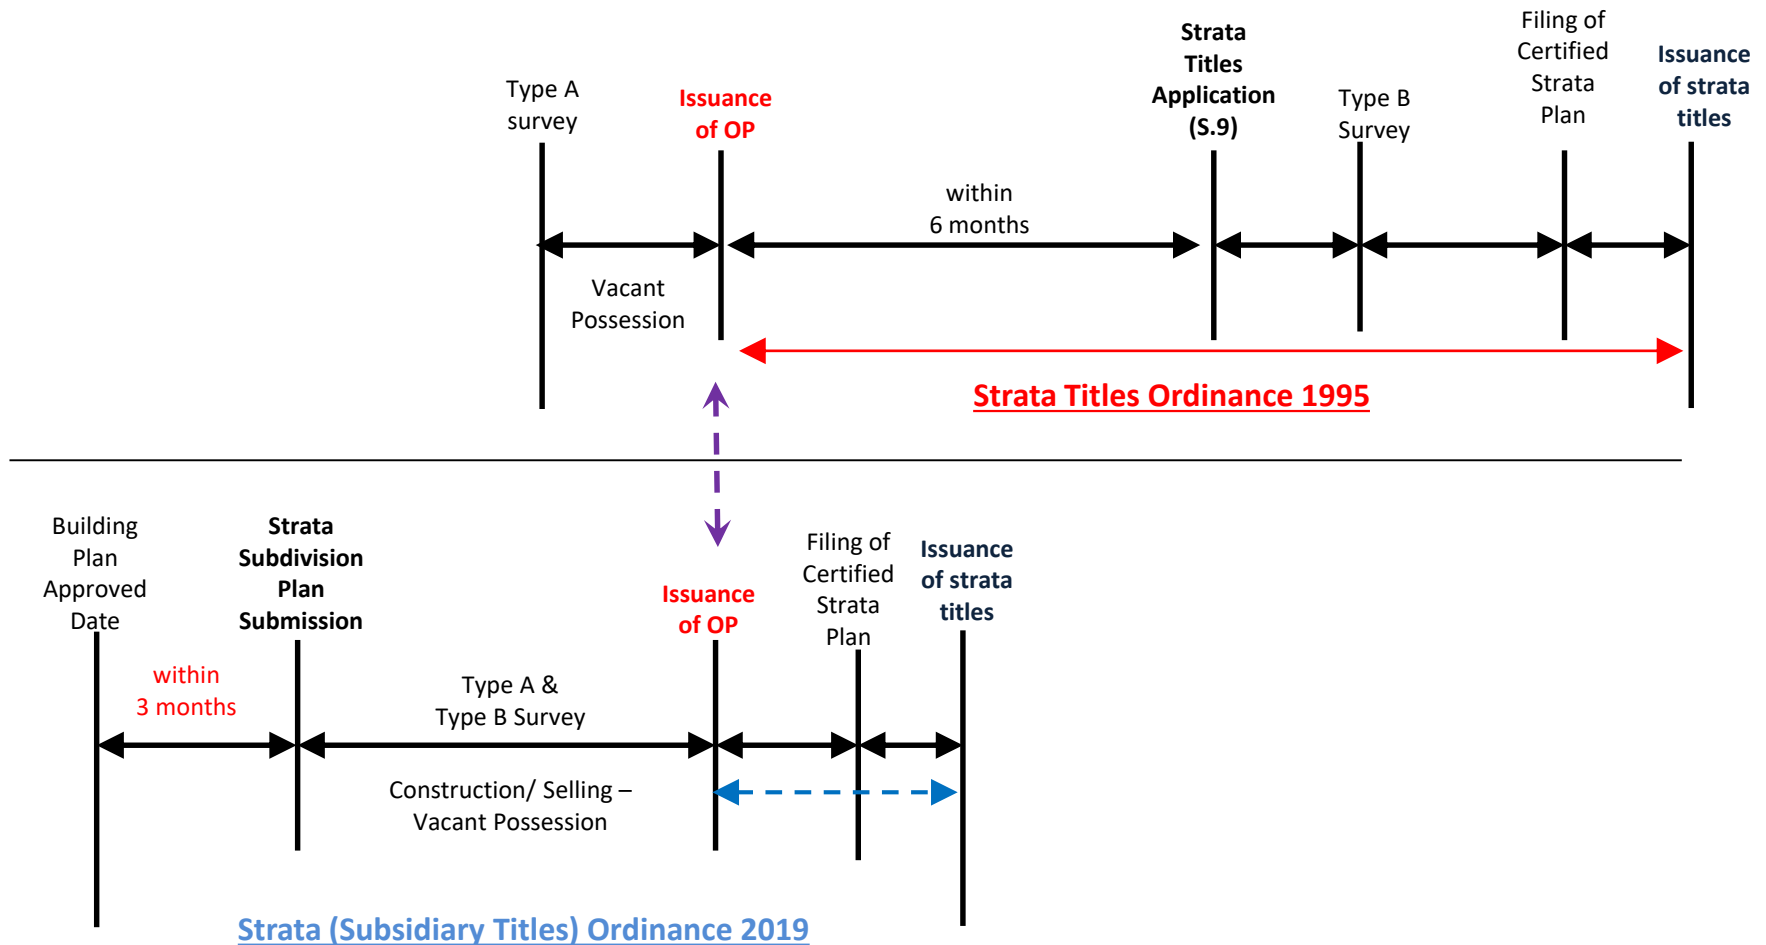 Type A
survey
Issuance
of OP
Strata
Titles
Application
(S.9)
Type B
Survey
Filing of
Certified
Strata
Plan
Issuance
of strata
titles
within
6 months
Vacant
Possession
Strata Titles Ordinance 1995
Building
Plan
Approved
Date
Strata
Subdivision
Plan
Submission
Issuance
of OP
Filing of
Certified
Strata
Plan
Issuance
of strata
titles
within
3 months
Type A &
Type B Survey
Construction/ Selling –
Vacant Possession
Strata (Subsidiary Titles) Ordinance 2019